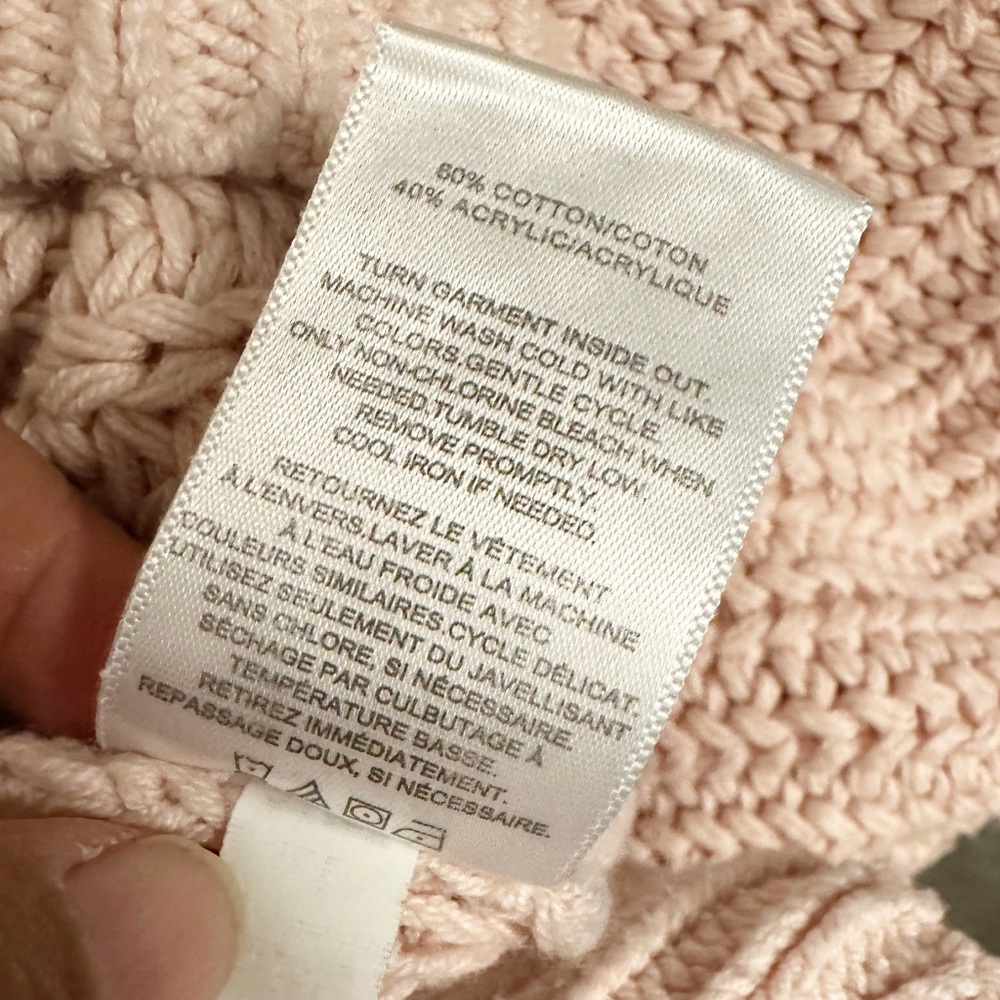 60% COTTON/COTON
40% ACRYLIC/ACRYLIQUE
TURN GARMENT INSIDE OUT.
MACHINE WASH COLD WITH LIKE
COLORS.GENTLE CYCLE.
ONLY NON-CHLORINE BLEACH WHEN
NEEDED.TUMBLE DRY LOW.
REMOVE PROMPTLY.
COOL IRON IF NEEDED.
RETOURNEZ LE VÊTEMENT
À L'ENVERS.LAVER À LA MACHINE
À L'EAU FROIDE AVEC
COULEURS SIMILAIRES.CYCLE DÉLICAT.
UTILISEZ SEULEMENT DU JAVELLISANT
SANS CHLORE, SI NÉCESSAIRE.
SÉCHAGE PAR CULBUTAGE À
TEMPÉRATURE BASSE.
RETIREZ IMMÉDIATEMENT.
REPASSAGE DOUX, SI NÉCESSAIRE.